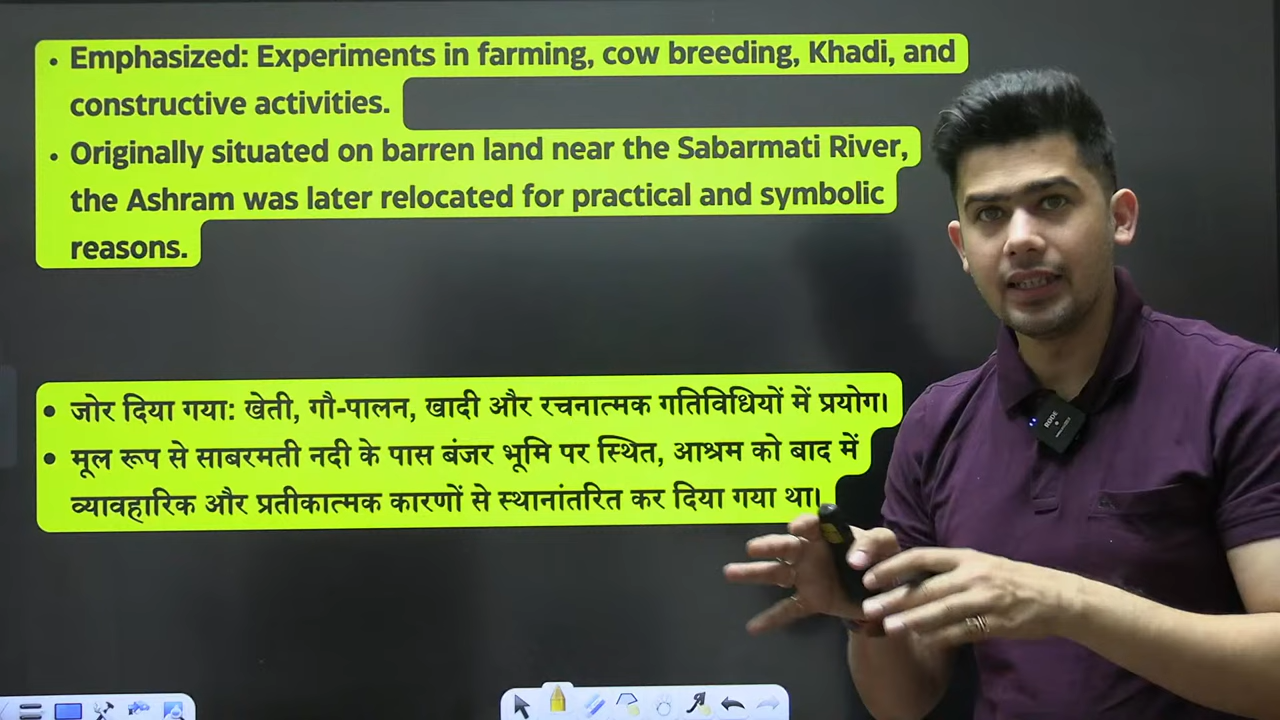 • Emphasized: Experiments in farming, cow breeding, Khadi, and
constructive activities.
• Originally situated on barren land near the Sabarmati River,
the Ashram was later relocated for practical and symbolic
reasons.
• जोर दिया गया: खेती, गौ-पालन, खादी और रचनात्मक गतिविधियों में प्रयोग।
• मूल रूप से साबरमती नदी के पास बंजर भूमि पर स्थित, आश्रम को बाद में
व्यावहारिक और प्रतीकात्मक कारणों से स्थानांतरित कर दिया गया था।
RODE